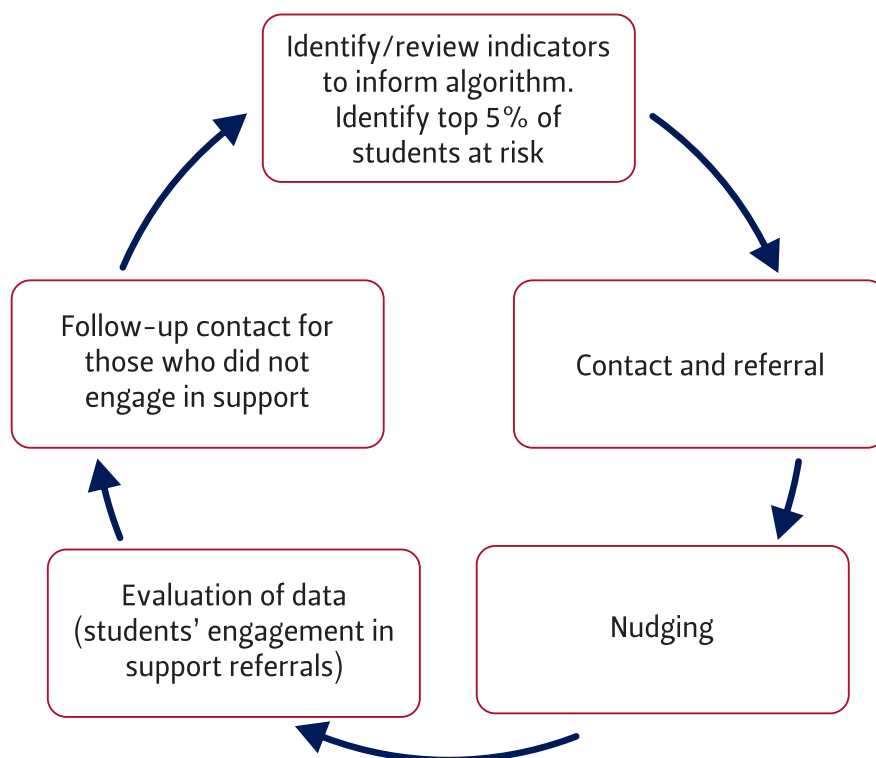 Identify/review indicators
to inform algorithm.
Identify top 5% of
students at risk
Contact and referral
Nudging
Evaluation of data
(students’ engagement in
support referrals)
Follow-up contact for
those who did not
engage in support